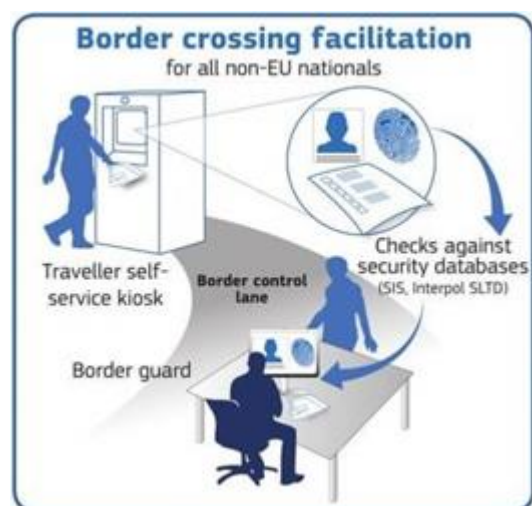 Border crossing facilitation
for all non-EU nationals
Traveller self-
service kiosk
Checks against
security databases
(SIS, Interpol SLTD)
Border control
lane
Border guard